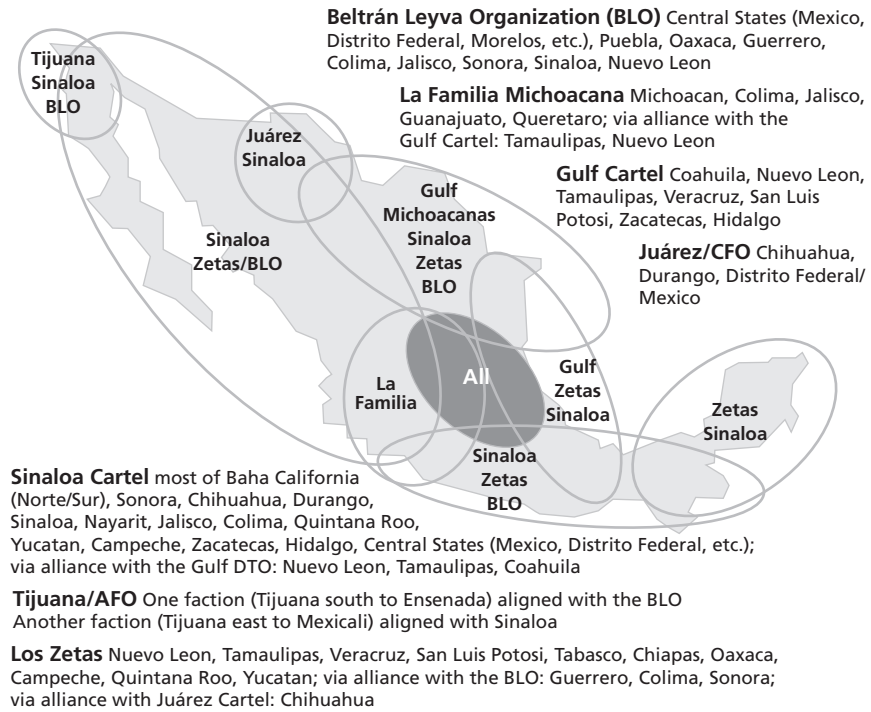 Beltrán Leyva Organization (BLO) Central States (Mexico,
Distrito Federal, Morelos, etc.), Puebla, Oaxaca, Guerrero,
Colima, Jalisco, Sonora, Sinaloa, Nuevo Leon
La Familia Michoacana Michoacan, Colima, Jalisco,
Guanajuato, Queretaro; via alliance with the
Gulf Cartel: Tamaulipas, Nuevo Leon
Gulf Cartel Coahuila, Nuevo Leon,
Tamaulipas, Veracruz, San Luis
Potosi, Zacatecas, Hidalgo
Juárez/CFO Chihuahua,
Durango, Distrito Federal/
Mexico
Tijuana
Sinaloa
BLO
Juárez
Sinaloa
Sinaloa
Zetas/BLO
Gulf
Michoacanas
Sinaloa
Zetas
BLO
La
Familia
All
Gulf
Zetas
Sinaloa
Zetas
Sinaloa
Sinaloa
Zetas
BLO
Sinaloa Cartel most of Baha California
(Norte/Sur), Sonora, Chihuahua, Durango,
Sinaloa, Nayarit, Jalisco, Colima, Quintana Roo,
Yucatan, Campeche, Zacatecas, Hidalgo, Central States (Mexico, Distrito Federal, etc.);
via alliance with the Gulf DTO: Nuevo Leon, Tamaulipas, Coahuila
Tijuana/AFO One faction (Tijuana south to Ensenada) aligned with the BLO
Another faction (Tijuana east to Mexicali) aligned with Sinaloa
Los Zetas Nuevo Leon, Tamaulipas, Veracruz, San Luis Potosi, Tabasco, Chiapas, Oaxaca,
Campeche, Quintana Roo, Yucatan; via alliance with the BLO: Guerrero, Colima, Sonora;
via alliance with Juárez Cartel: Chihuahua